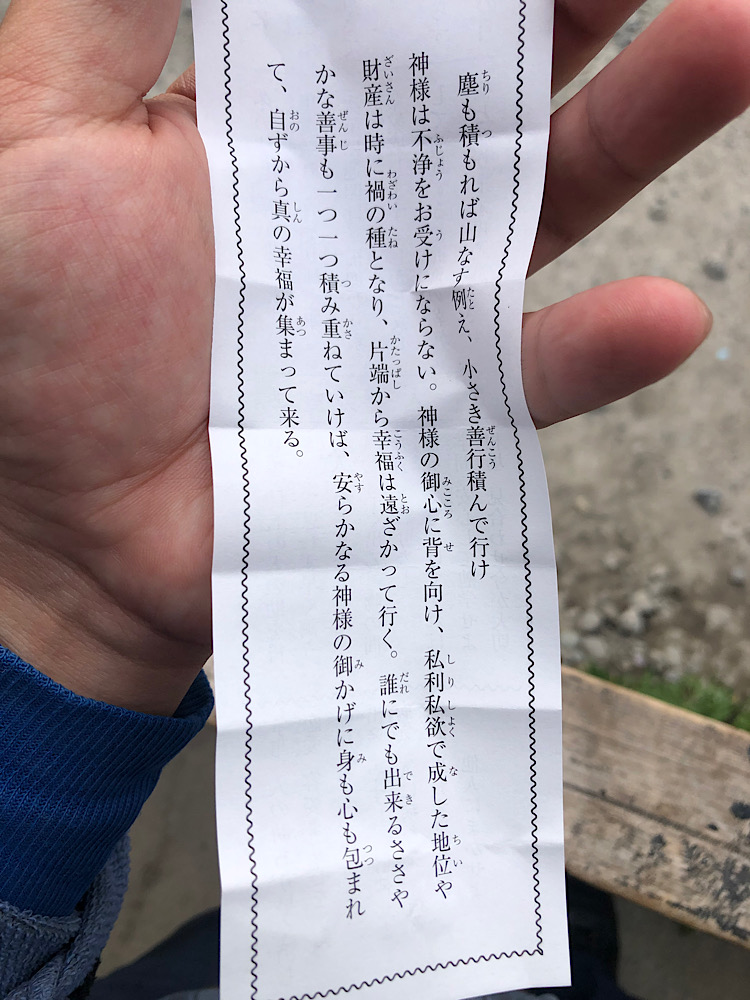 塵も積もれば山なす例え、小さき善行積んで行け
神様は不浄をお受けにならない。神様の御心に背を向け、私利私欲で成した地位や
財産は時に禍の種となり、片端から幸福は遠ざかって行く。誰にでも出来るささや
かな善事も一つ一つ積み重ねていけば、安らかなる神様の御かげに身も心も包まれ
て、自ずから真の幸福が集まって来る。